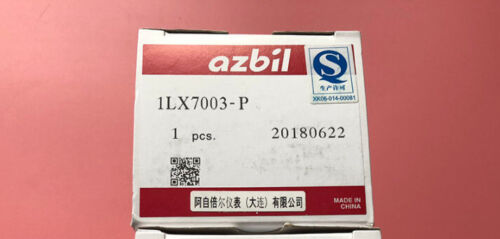 azbil
生产许可
XK06-014-00081
1LX7003-P
1 pcs.
20180622
阿自倍尔仪表（大连）有限公司
MADE IN
CHINA